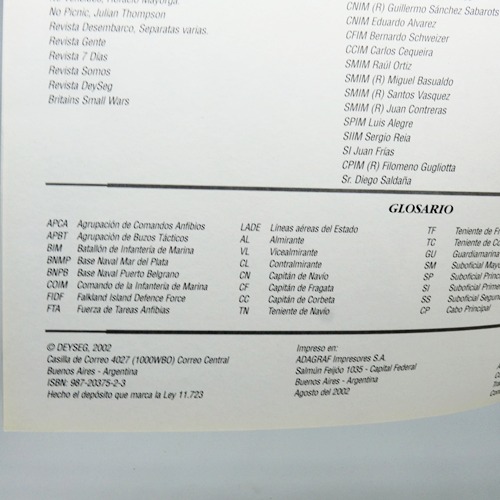 No Picnic, Julian Thompson
Revista Desembarco, Separatas varias.
Revista Gente
Revista 7 Días
Revista Somos
Revista DeySeg
Britains Small Wars
CNIM (R) Guillermo Sánchez Sabarots
CNIM Eduardo Alvarez
CFIM Bernardo Schweizer
CCIM Carlos Cequeira
SMIM Raúl Ortiz
SMIM (R) Miguel Basualdo
SMIM (R) Santos Vasquez
SMIM (R) Juan Contreras
SPIM Luis Alegre
SIIM Sergio Reia
SI Juan Frías
CPIM (R) Filomeno Gugliotta
Sr. Diego Saldaña
GLOSARIO
APCA Agrupación de Comandos Anfibios
APBT Agrupación de Buzos Tácticos
BIM Batallón de Infantería de Marina
BNMP Base Naval Mar del Plata
BNPB Base Naval Puerto Belgrano
COIM Comando de la Infantería de Marina
FIDF Falkland Island Defence Force
FTA Fuerza de Tareas Anfibias
LADE Líneas aéreas del Estado
AL Almirante
VL Vicealmirante
CL Contralmirante
CN Capitán de Navío
CF Capitán de Fragata
CC Capitán de Corbeta
TN Teniente de Navío
TF Teniente de Fr
TC Teniente de Co
GU Guardiamarina
SM Suboficial Mayo
SP Suboficial Princ
SI Suboficial Prime
SS Suboficial Segun
CP Cabo Principal
© DEYSEG, 2002
Casilla de Correo 4027 (1000WBO) Correo Central
Buenos Aires - Argentina
ISBN: 987-20375-2-3
Hecho el depósito que marca la Ley 11.723
Impreso en:
ADAGRAF Impresores S.A.
Salmún Feijóo 1035 - Capital Federal
Buenos Aires - Argentina
Agosto del 2002